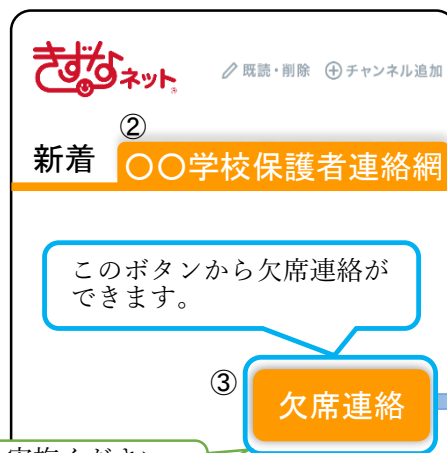 きずなネット
既読・削除 チャンネル追加
②
新着 〇〇学校保護者連絡網
このボタンから欠席連絡が
できます。
③
欠席連絡